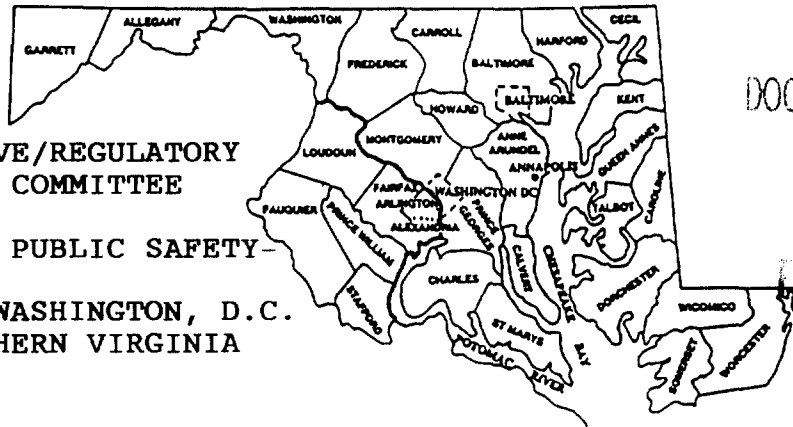 GARRETT
ALLEGANY
WASHINGTON
FREDERICK
CARROLL
BALTIMORE
HARFORD
CECIL
BALTIMORE
KENT
HOWARD
MONTGOMERY
ANNE
ARUNDEL
ANNAPOLIS
QUEEN ANNES
CAROLINE
TALBOT
LOUDOUN
FAIRFAX
ARLINGTON
ALEXANDRIA
WASHINGTON DC
PRINCE
GEORGES
FAUQUIER
PRINCE WILLIAM
STAFFORD
CHARLES
CALVERT
CHESAPEAKE
BAY
ST MARYS
POTOMAC RIVER
DORCHESTER
WICOMICO
SOMERSET
WORCESTER
VE/REGULATORY
COMMITTEE
PUBLIC SAFETY-
WASHINGTON, D.C.
HERN VIRGINIA
DOC